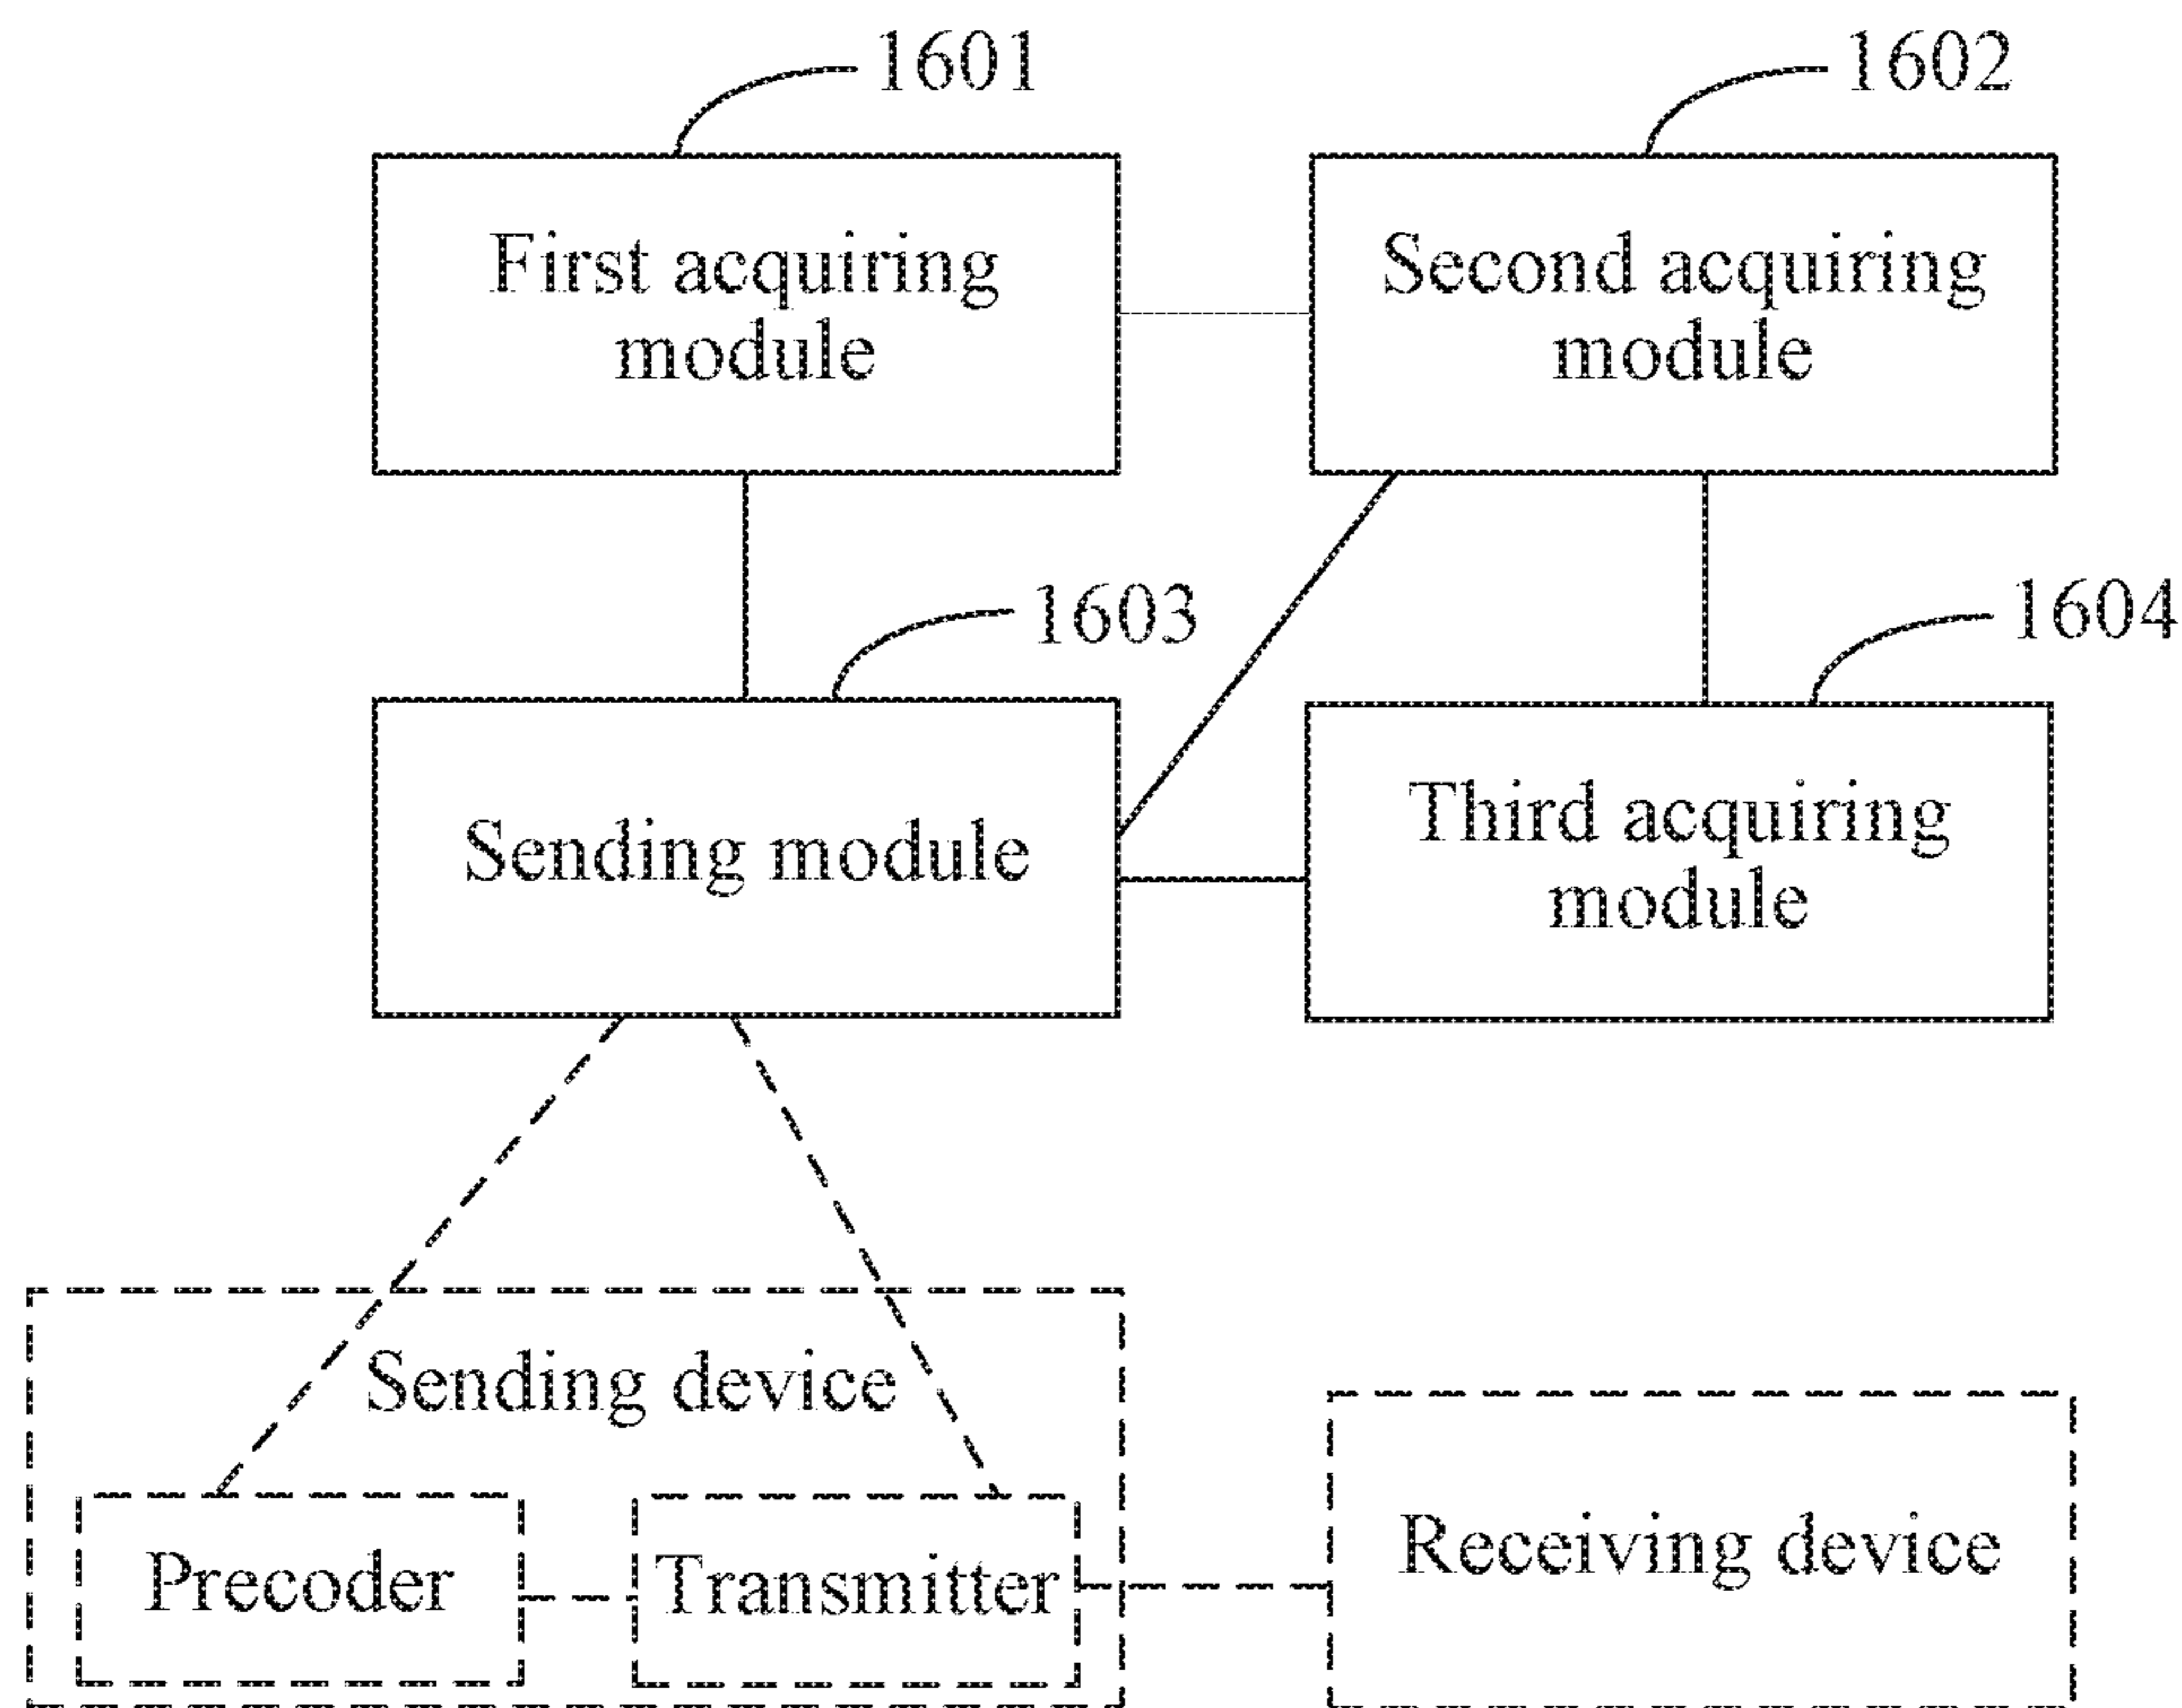 1601
1602
First acquiring
module
Second acquiring
module
1603
1604
Sending module
Third acquiring
module
Sending device
Precoder
Transmitter
Receiving device